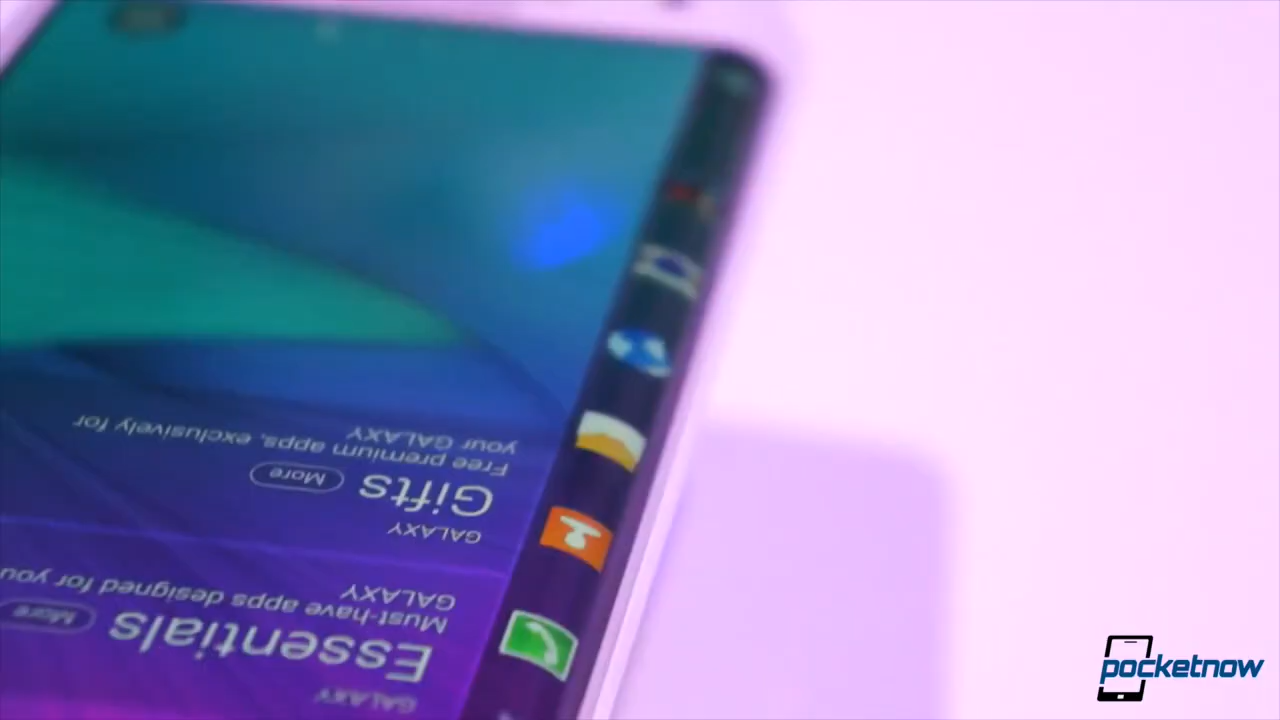 GALAXY
Essentials More
Must-have apps designed for you
GALAXY
GALAXY
Gifts More
Free premium apps, exclusively for
your GALAXY
pocketnow